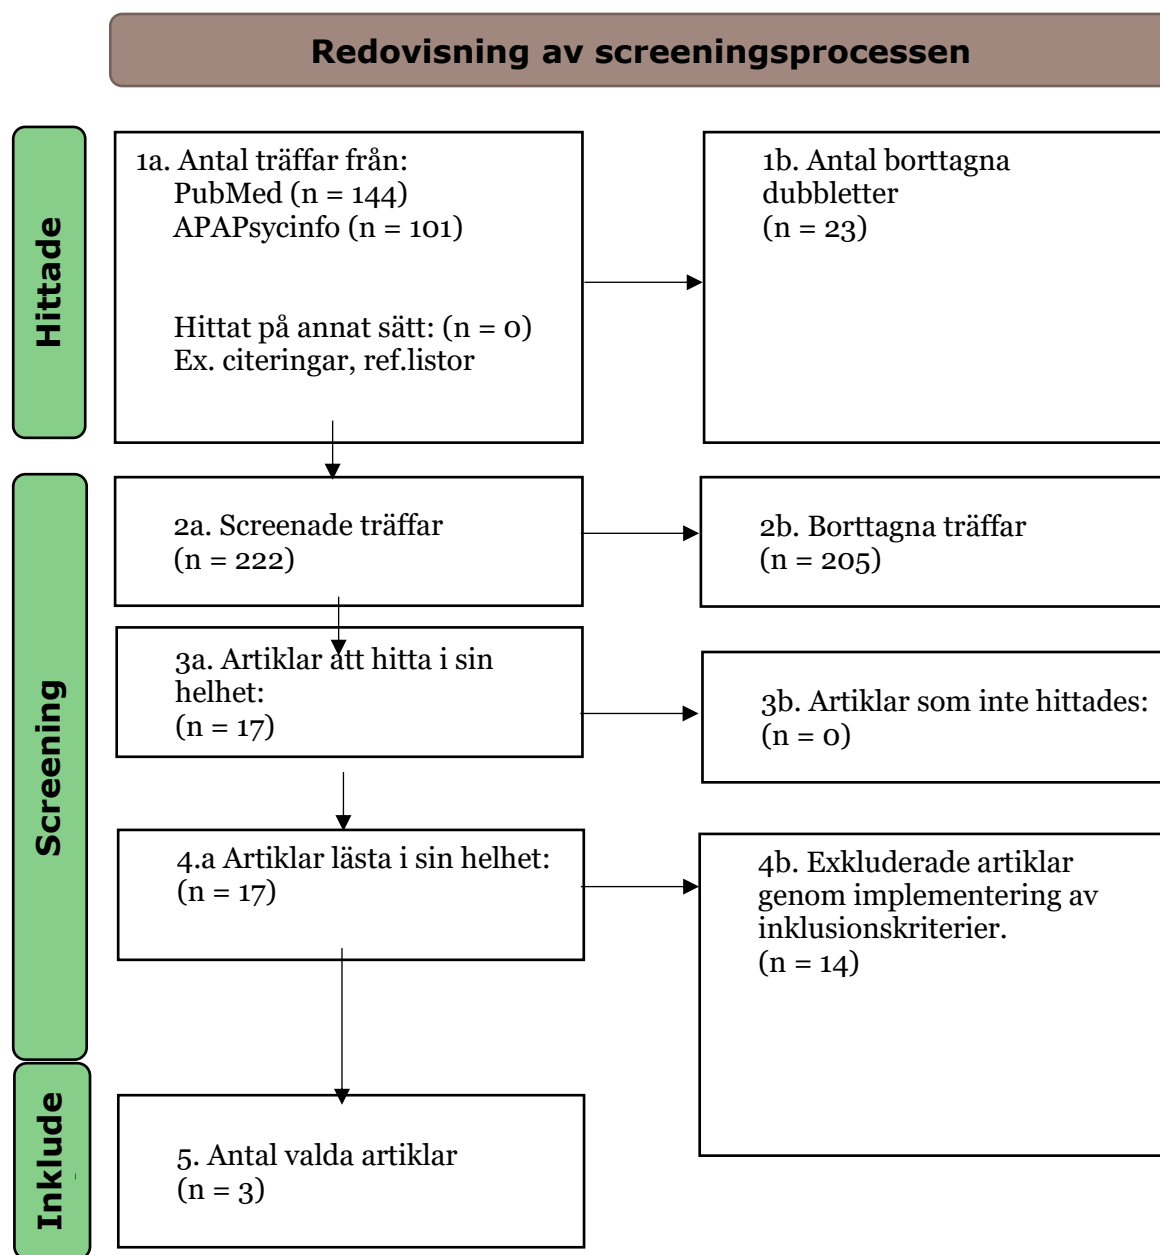 Redovisning av screeningsprocessen
Hittade
1a. Antal träffar från:
PubMed (n = 144)
APAPsycinfo (n = 101)
Hittat på annat sätt: (n = 0)
Ex. citeringar, ref.listor
1b. Antal borttagna
dubbletter
(n = 23)
Screening
2a. Screenade träffar
(n = 222)
2b. Borttagna träffar
(n = 205)
3a. Artiklar att hitta i sin
helhet:
(n = 17)
3b. Artiklar som inte hittades:
(n = 0)
4.a Artiklar lästa i sin helhet:
(n = 17)
4b. Exkluderade artiklar
genom implementering av
inklusionskriterier.
(n = 14)
Inklude
5. Antal valda artiklar
(n = 3)